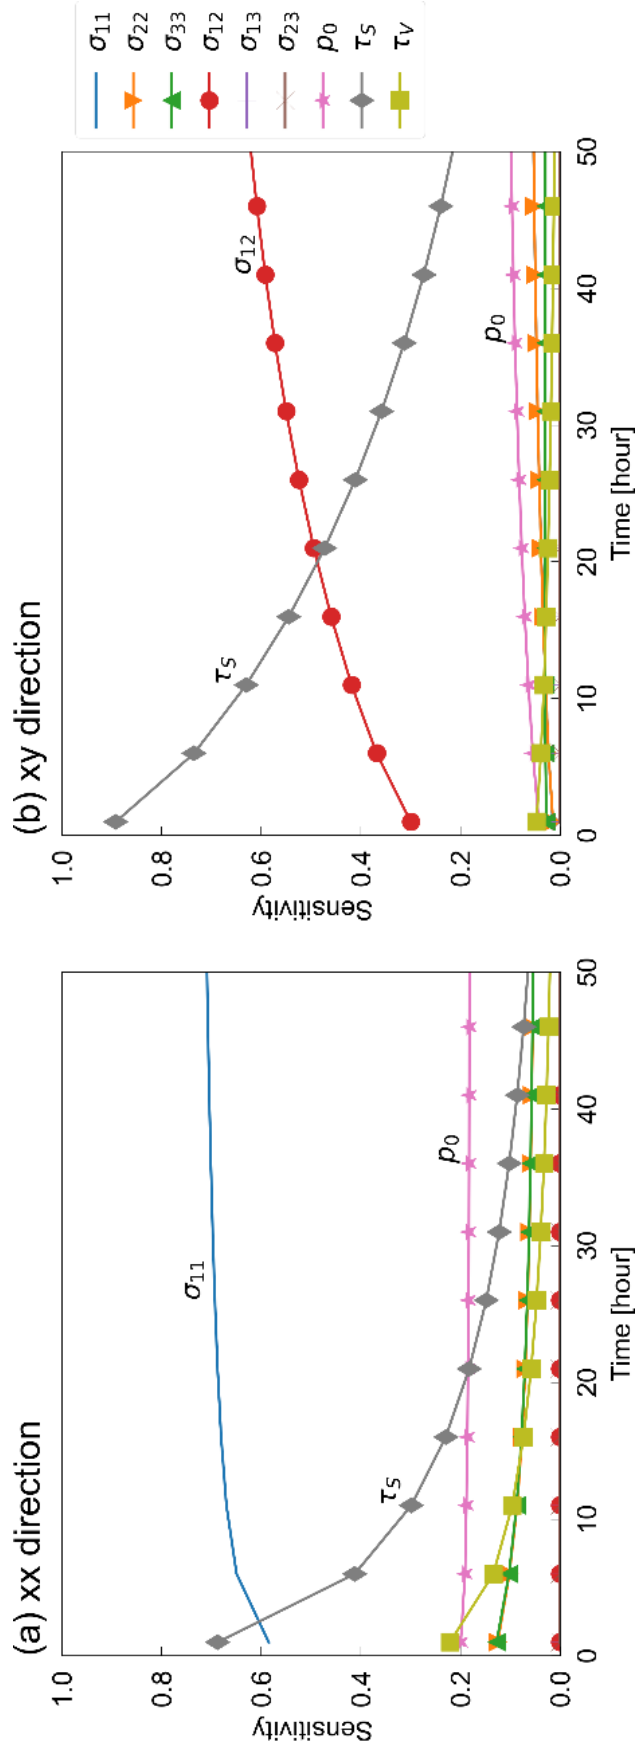 (a) xx direction
1.0
0.8
0.6
0.4
0.2
0.0
Sensitivity
σ11
τS
p0
0 10 20 30 40 50
Time [hour]
(b) xy direction
1.0
0.8
0.6
0.4
0.2
0.0
Sensitivity
τS
σ12
p0
0 10 20 30 40 50
Time [hour]
σ11
σ22
σ33
σ12
σ13
σ23
p0
τS
τV